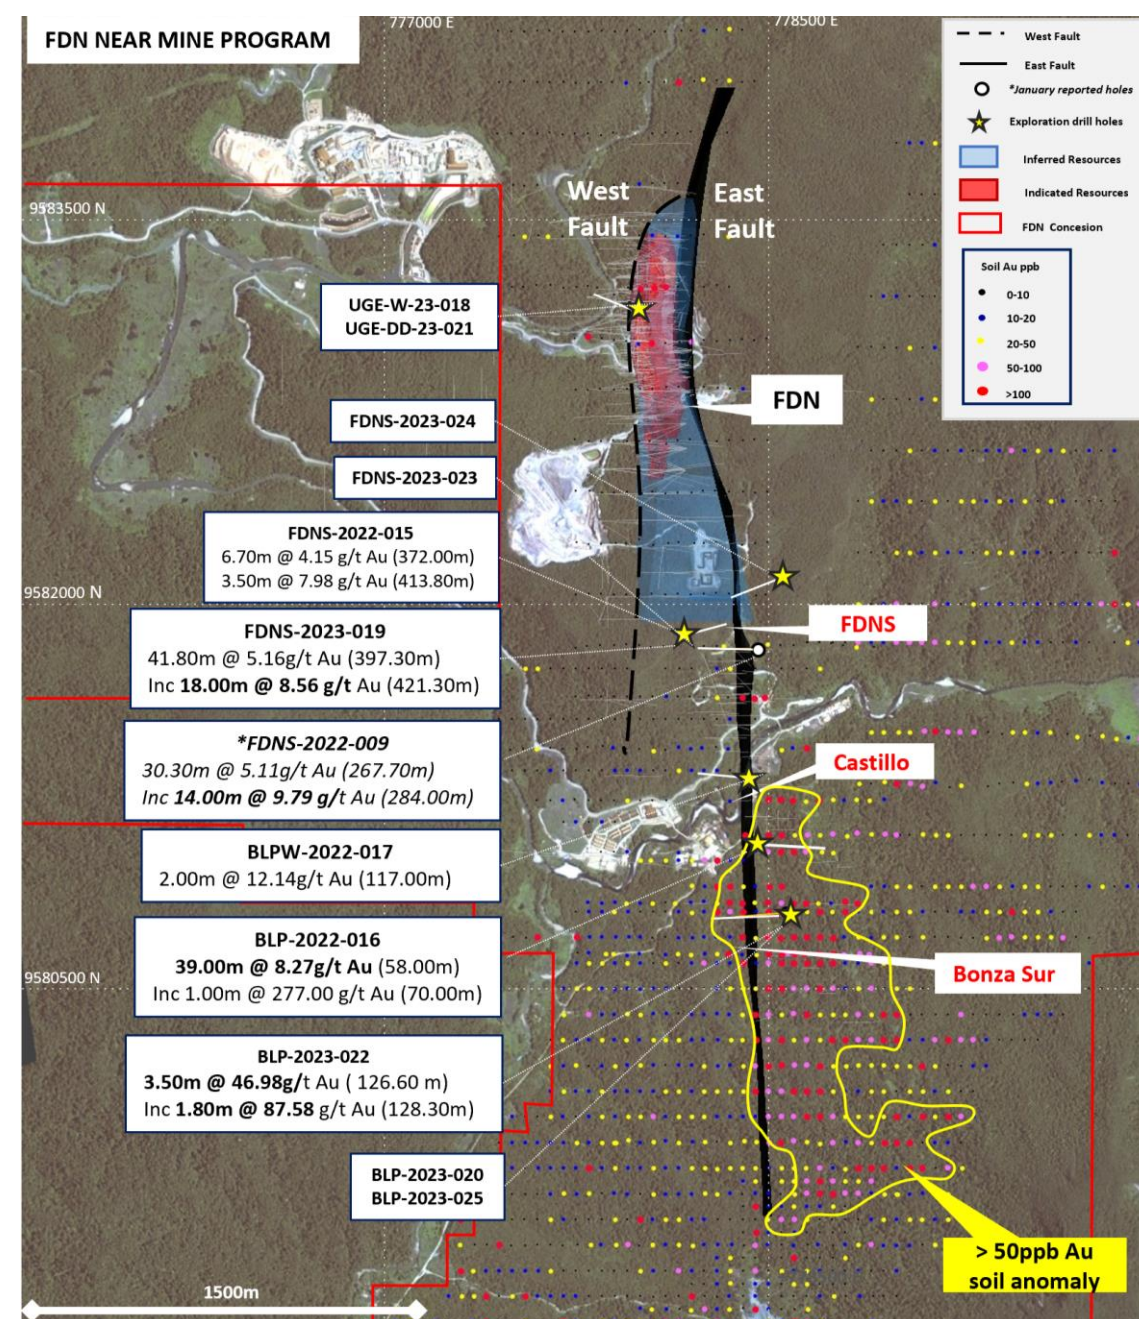 FDN NEAR MINE PROGRAM
777000 E
778500 E
West Fault
East Fault
*January reported holes
Exploration drill holes
Inferred Resources
Indicated Resources
FDN Concesion
Soil Au ppb
0-10
10-20
20-50
50-100
>100
9583500 N
West
Fault
East
Fault
UGE-W-23-018
UGE-DD-23-021
FDN
FDNS-2023-024
FDNS-2023-023
FDNS-2022-015
6.70m @ 4.15 g/t Au (372.00m)
3.50m @ 7.98 g/t Au (413.80m)
9582000 N
FDNS
FDNS-2023-019
41.80m @ 5.16g/t Au (397.30m)
Inc 18.00m @ 8.56 g/t Au (421.30m)
*FDNS-2022-009
30.30m @ 5.11g/t Au (267.70m)
Inc 14.00m @ 9.79 g/t Au (284.00m)
Castillo
BLPW-2022-017
2.00m @ 12.14g/t Au (117.00m)
BLP-2022-016
39.00m @ 8.27g/t Au (58.00m)
Inc 1.00m @ 277.00 g/t Au (70.00m)
9580500 N
Bonza Sur
BLP-2023-022
3.50m @ 46.98g/t Au ( 126.60 m)
Inc 1.80m @ 87.58 g/t Au (128.30m)
BLP-2023-020
BLP-2023-025
> 50ppb Au
soil anomaly
1500m